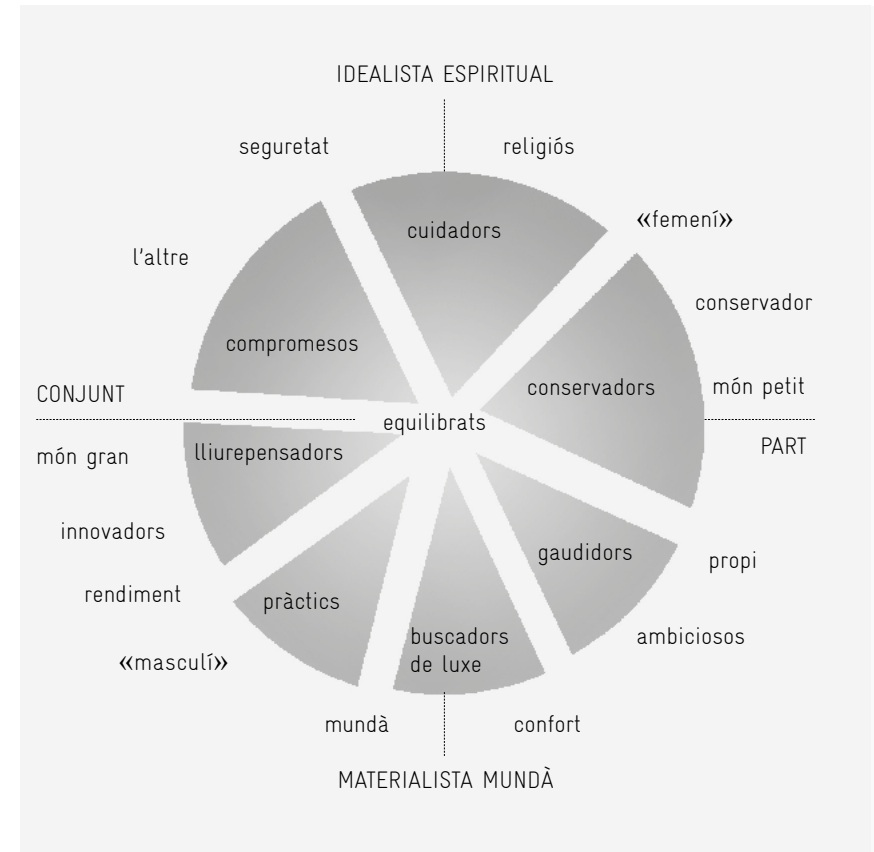 IDEALISTA ESPIRITUAL
seguretat
religiós
«femení»
cuidadors
l'altre
conservador
compromesos
conservadors
món petit
CONJUNT
equilibrats
PART
món gran
lliurepensadors
innovadors
gaudidors
propi
rendiment
pràctics
ambiciosos
buscadors
de luxe
«masculí»
mundà
confort
MATERIALISTA MUNDÀ